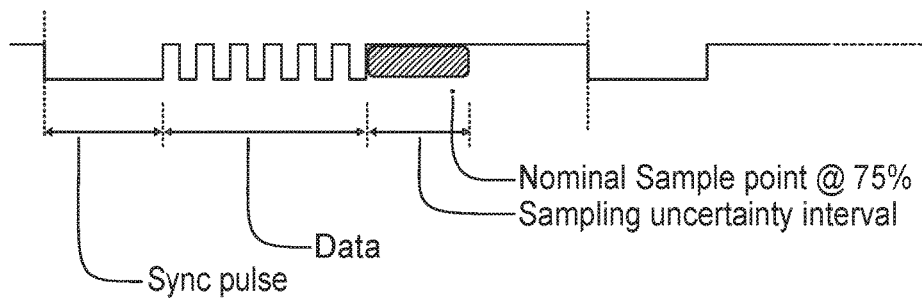 Nominal Sample point @ 75%
Sampling uncertainty interval
Data
Sync pulse